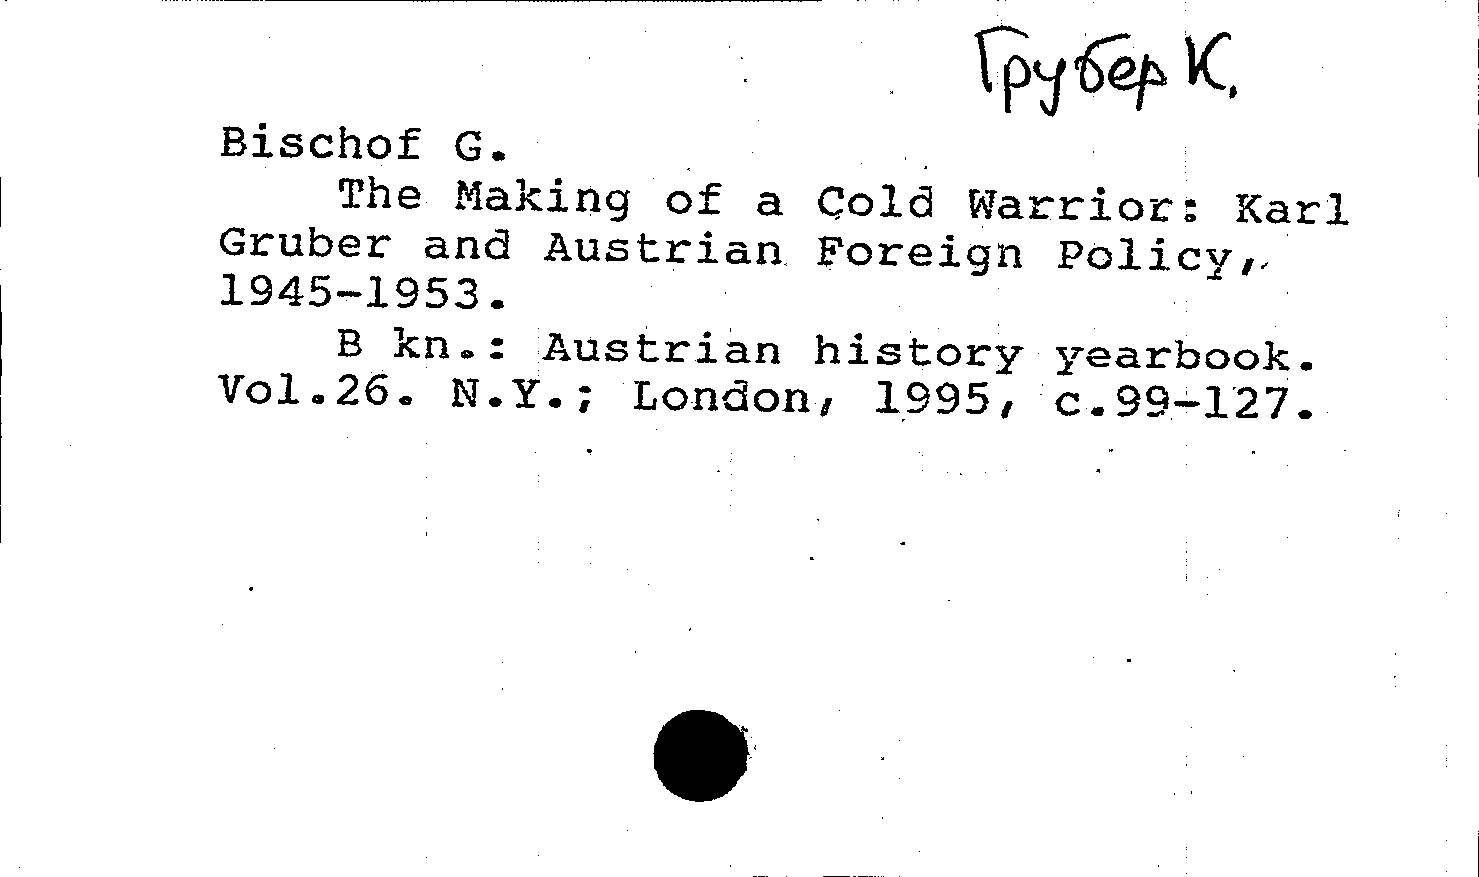 Грубер К.
Bischof G.
The Making of a Cold Warrior: Karl
Gruber and Austrian Foreign Policy,
1945-1953.
B kn.: Austrian history yearbook.
Vol.26. N.Y.; London, 1995, c.99-127.